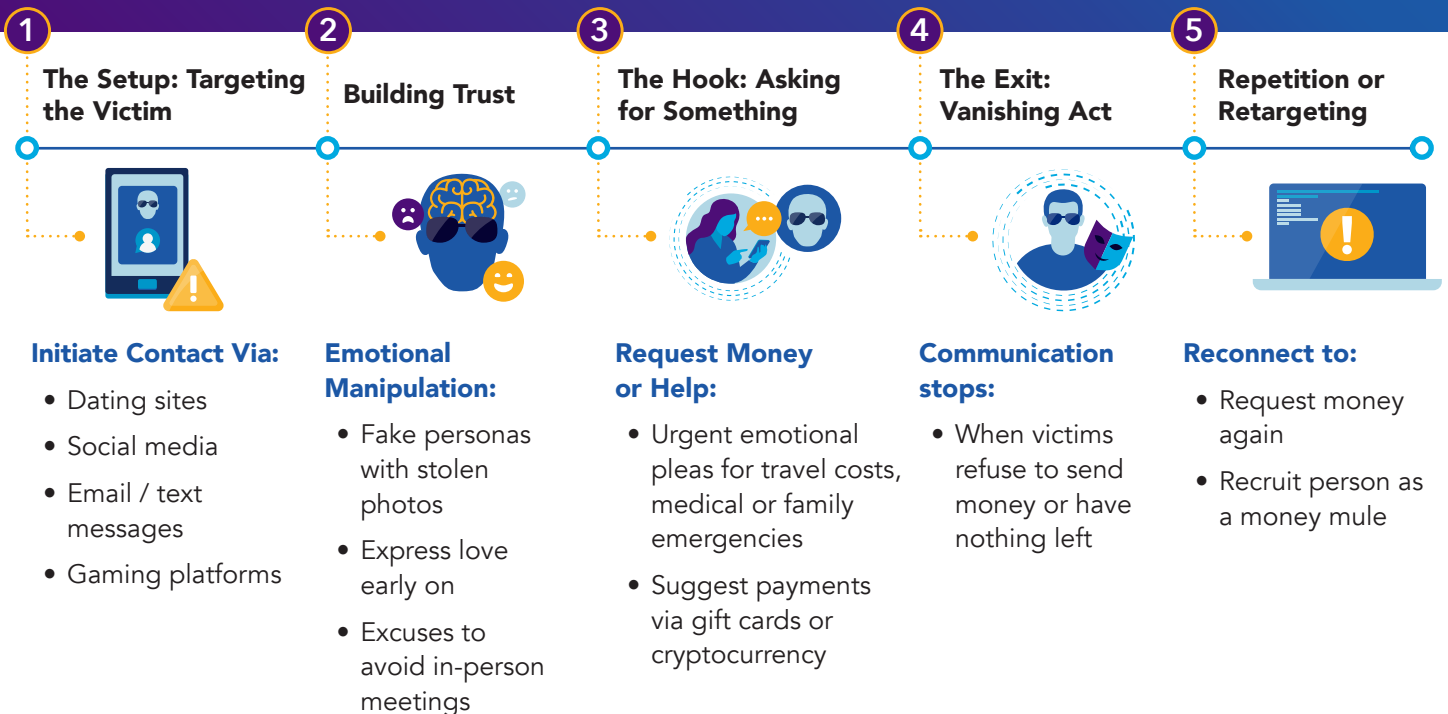 1
The Setup: Targeting
the Victim
Initiate Contact Via:
• Dating sites
• Social media
• Email / text
messages
• Gaming platforms
2
Building Trust
Emotional
Manipulation:
• Fake personas
with stolen
photos
• Express love
early on
• Excuses to
avoid in-person
meetings
3
The Hook: Asking
for Something
Request Money
or Help:
• Urgent emotional
pleas for travel costs,
medical or family
emergencies
• Suggest payments
via gift cards or
cryptocurrency
4
The Exit:
Vanishing Act
Communication
stops:
• When victims
refuse to send
money or have
nothing left
5
Repetition or
Retargeting
Reconnect to:
• Request money
again
• Recruit person as
a money mule